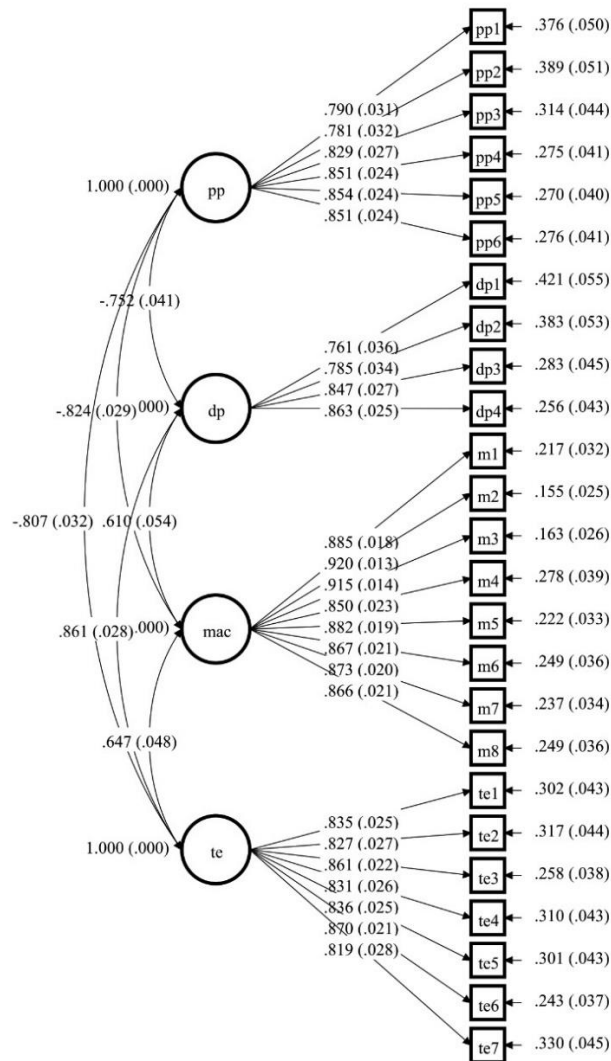 pp1 .376 (.050)
pp2 .389 (.051)
.790 (.031)
pp3 .314 (.044)
.781 (.032)
.829 (.027)
pp4 .275 (.041)
.851 (.024)
1.000 (.000) pp
.854 (.024) pp5 .270 (.040)
.851 (.024)
pp6 .276 (.041)
dp1 .421 (.055)
-.752 (.041)
dp2 .383 (.053)
.761 (.036)
.785 (.034) dp3 .283 (.045)
.847 (.027)
-.824 (.029) 000) dp .863 (.025) dp4 .256 (.043)
m1 .217 (.032)
m2 .155 (.025)
-.807 (.032) .610 (.054)
m3 .163 (.026)
.885 (.018)
.920 (.013)
m4 .278 (.039)
.915 (.014)
.850 (.023)
.861 (.028) 000) mac .882 (.019) m5 .222 (.033)
.867 (.021) m6 .249 (.036)
.873 (.020)
.866 (.021) m7 .237 (.034)
.647 (.048) m8 .249 (.036)
te1 .302 (.043)
.835 (.025)
.827 (.027) te2 .317 (.044)
1.000 (.000) te .861 (.022) te3 .258 (.038)
.831 (.026)
.836 (.025) te4 .310 (.043)
.870 (.021)
.819 (.028) te5 .301 (.043)
te6 .243 (.037)
te7 .330 (.045)